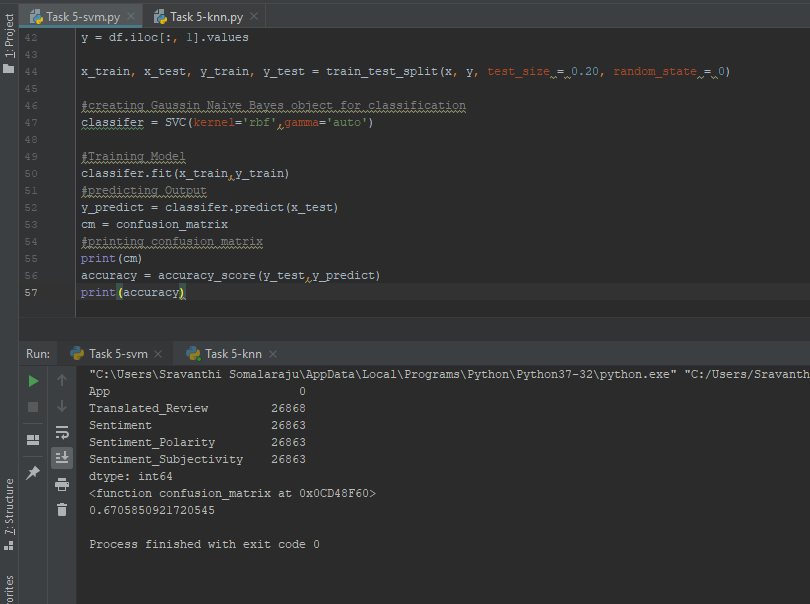 Task 5-svm.py × Task 5-knn.py ×
1: Project
42 y = df.iloc[:, 1].values
43
44 x_train, x_test, y_train, y_test = train_test_split(x, y, test_size = 0.20, random_state = 0)
45
46 #creating Gaussin Naive Bayes object for classification
47 classifer = SVC(kernel='rbf',gamma='auto')
48
49 #Training Model
50 classifer.fit(x_train,y_train)
51 #predicting Output
52 y_predict = classifer.predict(x_test)
53 cm = confusion_matrix
54 #printing confusion matrix
55 print(cm)
56 accuracy = accuracy_score(y_test,y_predict)
57 print(accuracy)
Run: Task 5-svm × Task 5-knn ×
"C:\Users\Sravanthi Somalaraju\AppData\Local\Programs\Python\Python37-32\python.exe" "C:/Users/Sravanth
App 0
Translated_Review 26868
Sentiment 26863
Sentiment_Polarity 26863
Sentiment_Subjectivity 26863
dtype: int64
<function confusion_matrix at 0x0CD48F60>
0.6705850921720545
Process finished with exit code 0
7: Structure
orites